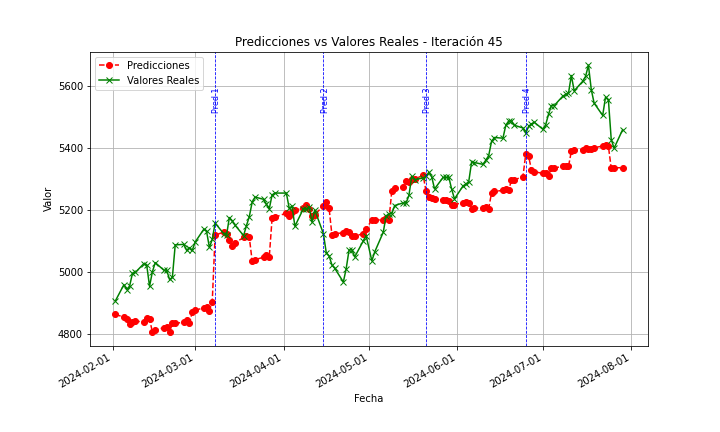 Predicciones vs Valores Reales - Iteración 45
Predicciones
Valores Reales
Pred 1
Pred 2
Pred 3
Pred 4
Valor
5600
5400
5200
5000
4800
2024-02-01
2024-03-01
2024-04-01
2024-05-01
2024-06-01
2024-07-01
2024-08-01
Fecha